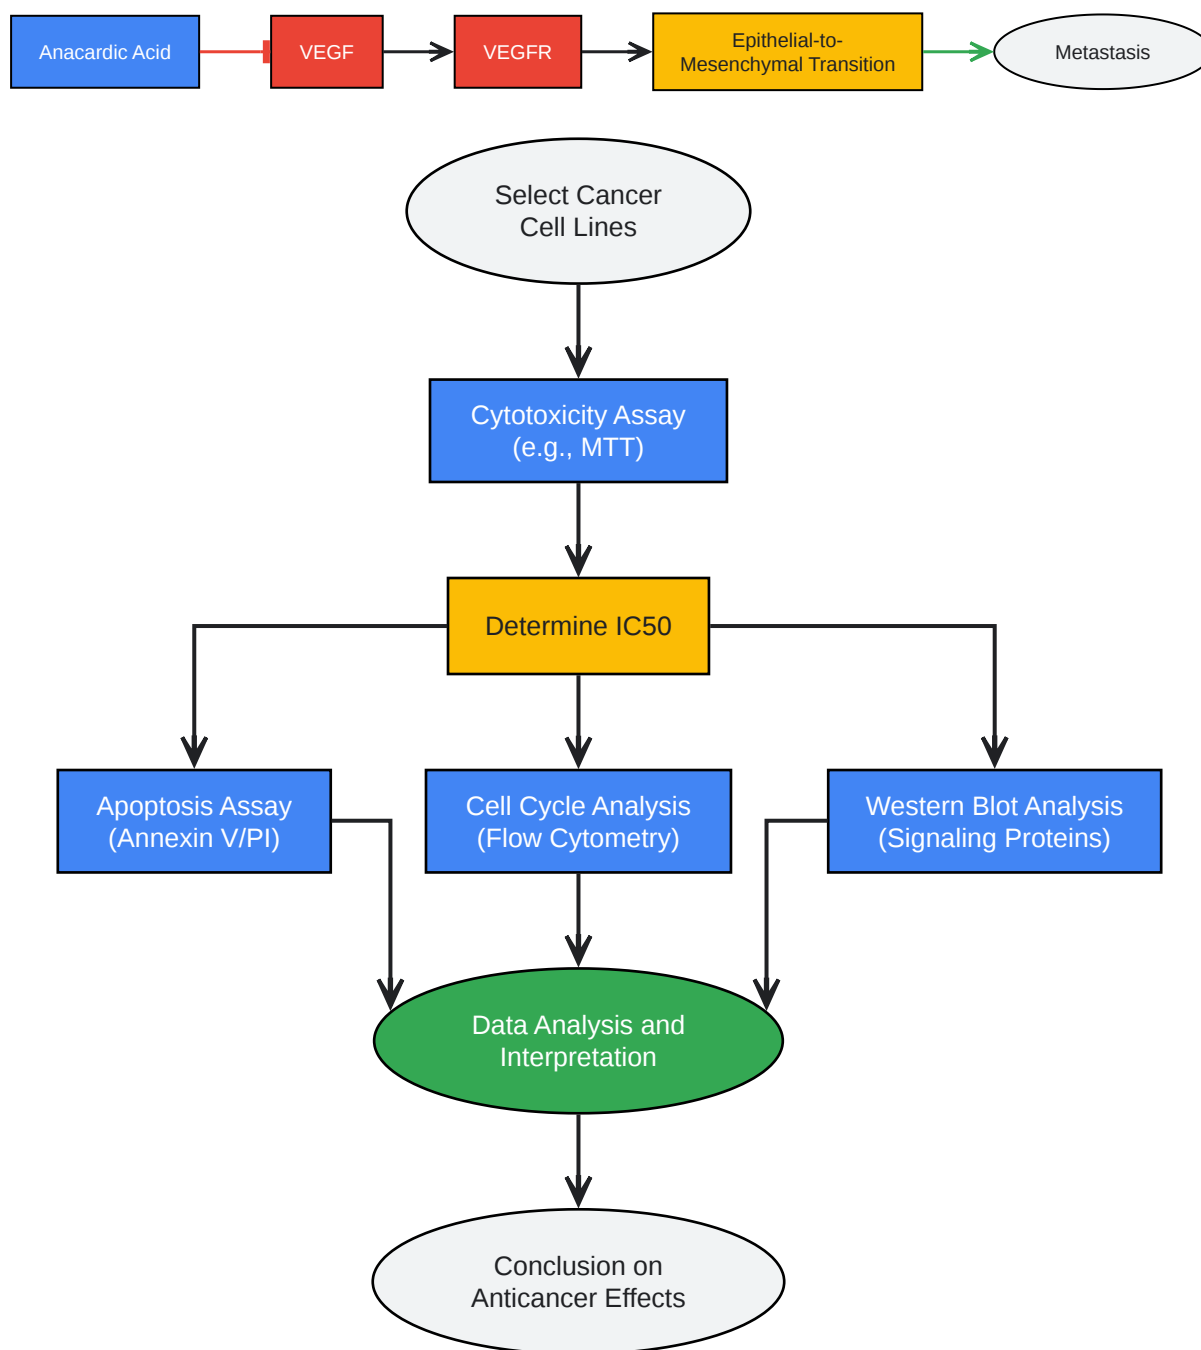 Anacardic Acid
VEGF
VEGFR
Epithelial-to-
Mesenchymal Transition
Metastasis
Select Cancer
Cell Lines
Cytotoxicity Assay
(e.g., MTT)
Determine IC50
Apoptosis Assay
(Annexin V/PI)
Cell Cycle Analysis
(Flow Cytometry)
Western Blot Analysis
(Signaling Proteins)
Data Analysis and
Interpretation
Conclusion on
Anticancer Effects